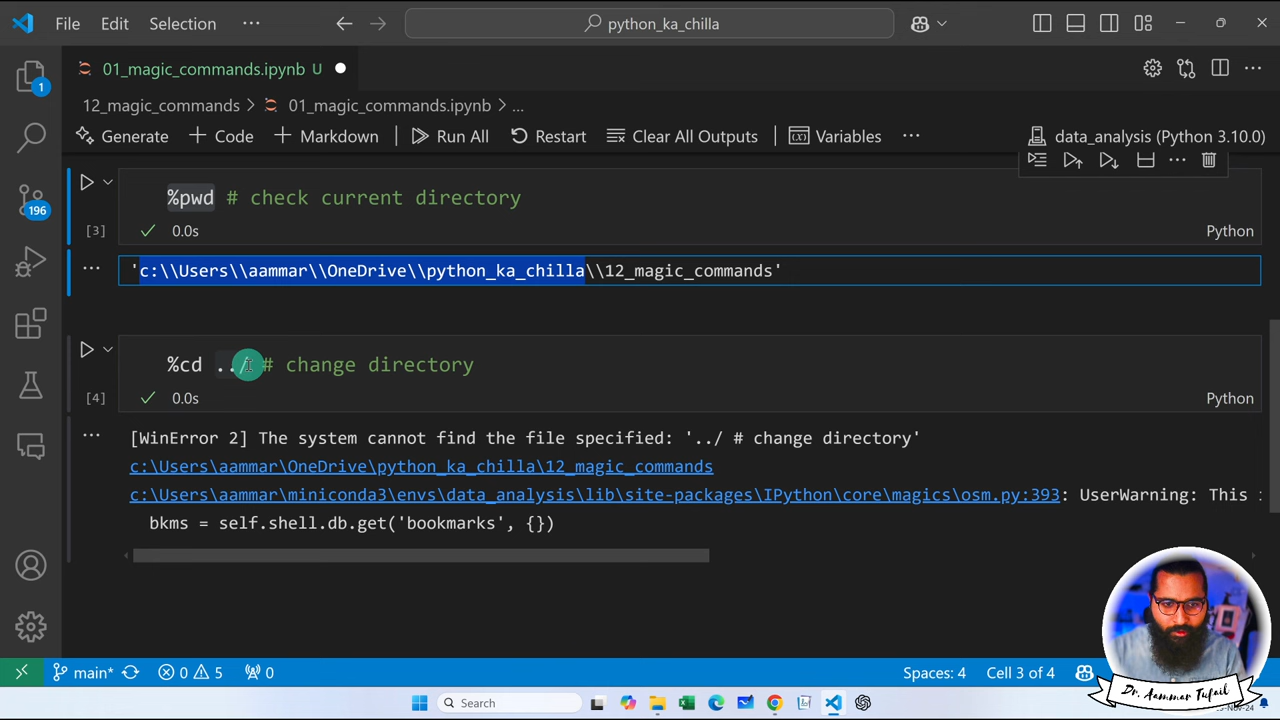 File Edit Selection ··· python_ka_chilla
01_magic_commands.ipynb U
12_magic_commands > 01_magic_commands.ipynb > ...
Generate + Code + Markdown Run All Restart Clear All Outputs Variables ··· data_analysis (Python 3.10.0)
1
%pwd # check current directory
196
[3] 0.0s Python
'c:\\Users\\aammar\\OneDrive\\python_ka_chilla\\12_magic_commands'
%cd ../ # change directory
[4] 0.0s Python
[WinError 2] The system cannot find the file specified: '../ # change directory'
c:\Users\aammar\OneDrive\python_ka_chilla\12_magic_commands
c:\Users\aammar\miniconda3\envs\data_analysis\lib\site-packages\IPython\core\magics\osm.py:393: UserWarning: This
bkms = self.shell.db.get('bookmarks', {})
main* 0 5 0 Spaces: 4 Cell 3 of 4
Dr. Aammar Tufail
Search